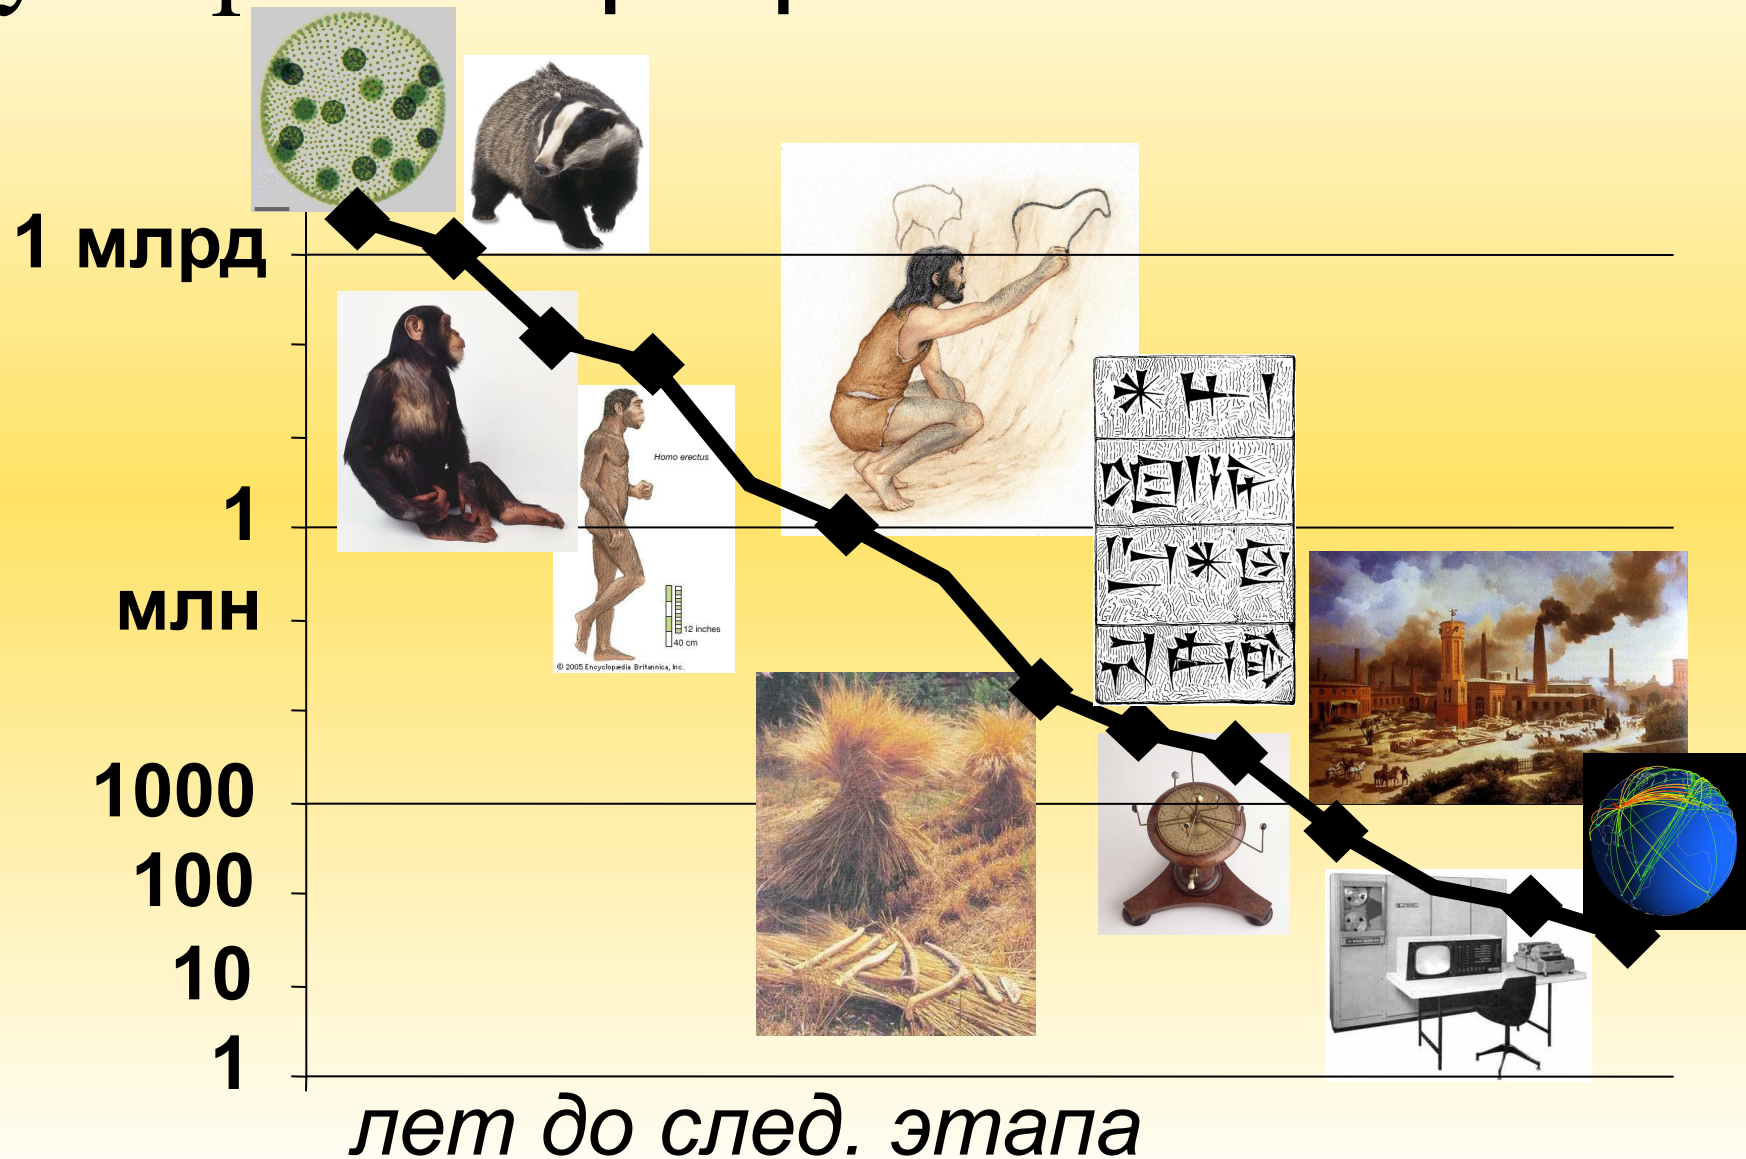 1 млрд
1
млн
1000
100
10
1
Homo erectus
12 inches
40 cm
© 2005 Encyclopædia Britannica, Inc.
лет до след. этапа